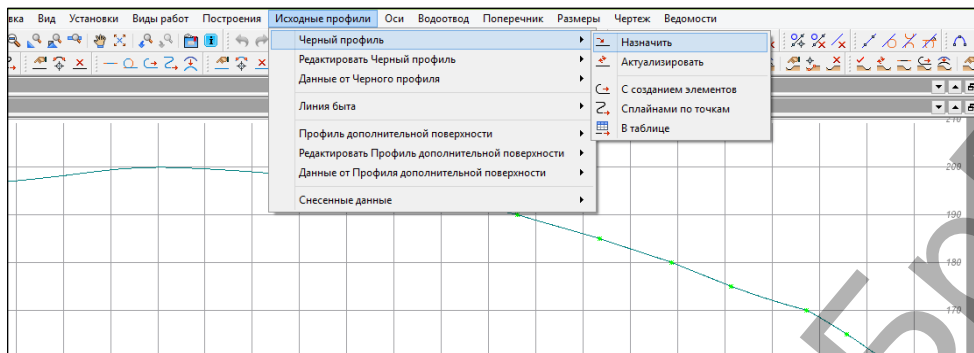 вка Вид Установки Виды работ Построения Исходные профили Оси Водоотвод Поперечник Размеры Чертеж Ведомости
Черный профиль
Редактировать Черный профиль
Данные от Черного профиля
Линия быта
Профиль дополнительной поверхности
Редактировать Профиль дополнительной поверхности
Данные от Профиля дополнительной поверхности
Снесенные данные
Назначить
Актуализировать
С созданием элементов
Сплайнами по точкам
В таблице
210
200
190
180
170